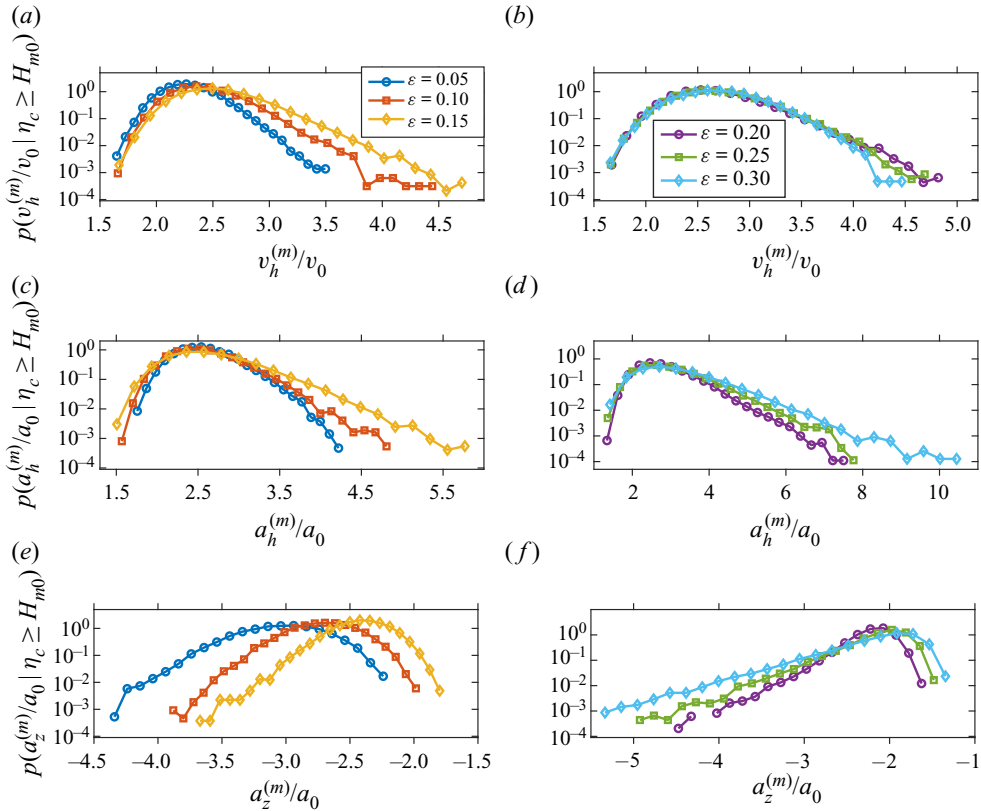 (a)
(b)
p(v_h^(m)/v_0 | η_c ≥ H_m0)
10^0
10^−1
10^−2
10^−3
10^−4
ε = 0.05
ε = 0.10
ε = 0.15
1.5 2.0 2.5 3.0 3.5 4.0 4.5
v_h^(m)/v_0
10^0
10^−1
10^−2
10^−3
10^−4
ε = 0.20
ε = 0.25
ε = 0.30
1.5 2.0 2.5 3.0 3.5 4.0 4.5 5.0
v_h^(m)/v_0
(c)
(d)
p(a_h^(m)/a_0 | η_c ≥ H_m0)
10^0
10^−1
10^−2
10^−3
10^−4
1.5 2.5 3.5 4.5 5.5
a_h^(m)/a_0
10^0
10^−1
10^−2
10^−3
10^−4
2 4 6 8 10
a_h^(m)/a_0
(e)
(f)
p(a_z^(m)/a_0 | η_c ≥ H_m0)
10^0
10^−1
10^−2
10^−3
10^−4
−4.5 −4.0 −3.5 −3.0 −2.5 −2.0 −1.5
a_z^(m)/a_0
10^0
10^−1
10^−2
10^−3
10^−4
−5 −4 −3 −2 −1
a_z^(m)/a_0